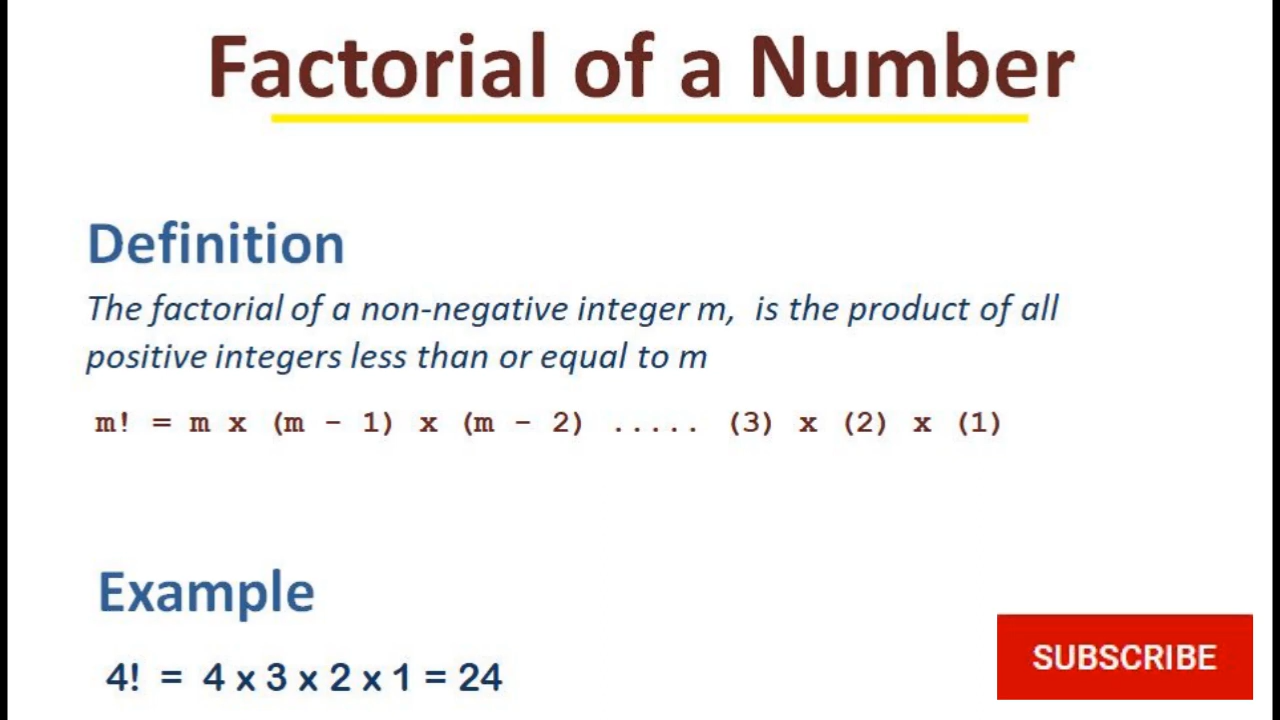 Factorial of a Number
Definition
The factorial of a non-negative integer m, is the product of all
positive integers less than or equal to m
m! = m x (m - 1) x (m - 2) ..... (3) x (2) x (1)
Example
4! = 4 x 3 x 2 x 1 = 24
SUBSCRIBE